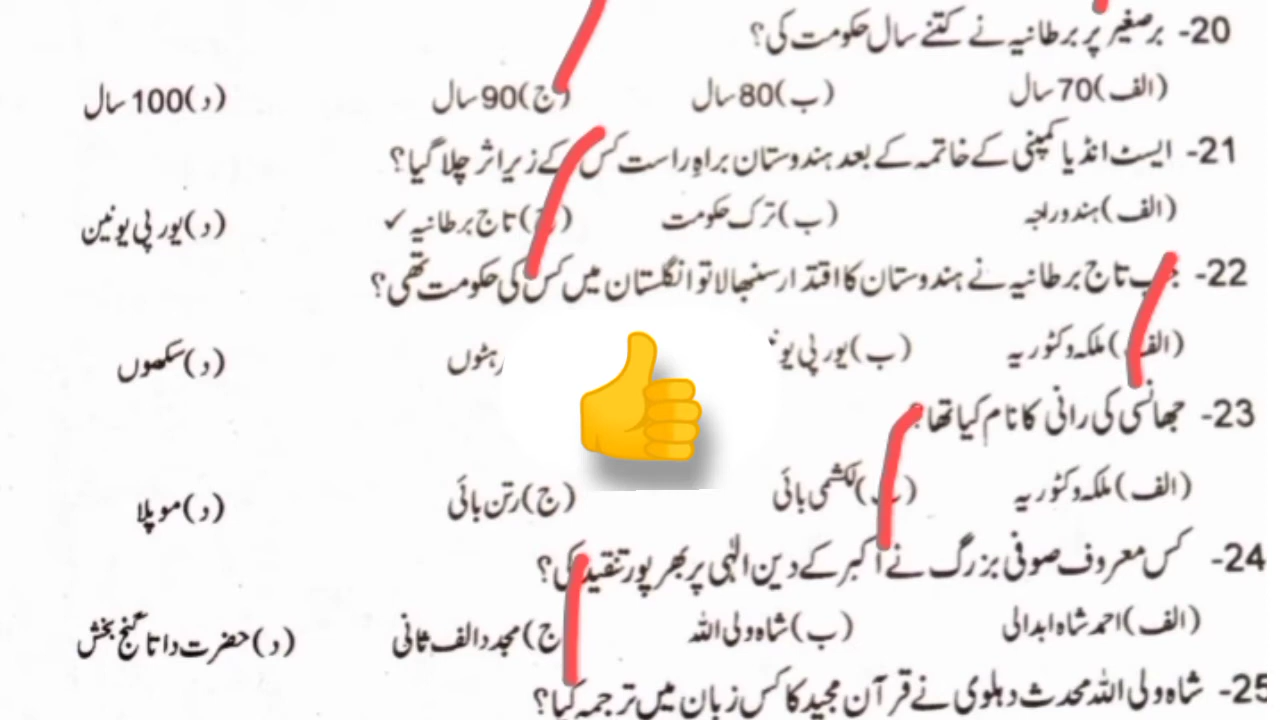 20- برصغیر پر برطانیہ نے کتنے سال حکومت کی؟
(الف) 70 سال (ب) 80 سال (ج) 90 سال (د) 100 سال
21- ایسٹ انڈیا کمپنی کے خاتمہ کے بعد ہندوستان براہِ راست کس کے زیر اثر چلا گیا؟
(الف) ہندو راجہ (ب) ترک حکومت (ج) تاج برطانیہ ✓ (د) یورپی یونین
22- جب تاج برطانیہ نے ہندوستان کا اقتدار سنبھالا تو انگلستان میں کس کی حکومت تھی؟
(الف) ملکہ وکٹوریہ (ب) یورپی (د) سکھوں
23- جھانسی کی رانی کا نام کیا تھا؟
(الف) ملکہ وکٹوریہ (ب) لکشمی بائی (ج) رتن بائی (د) موپلا
24- کس معروف صوفی بزرگ نے اکبر کے دین الٰہی پر بھرپور تنقید کی؟
(الف) احمد شاہ ابدالی (ب) شاہ ولی اللہ (ج) مجدد الف ثانی (د) حضرت داتا گنج بخش
25- شاہ ولی اللہ محدث دہلوی نے قرآن مجید کا کس زبان میں ترجمہ کیا؟